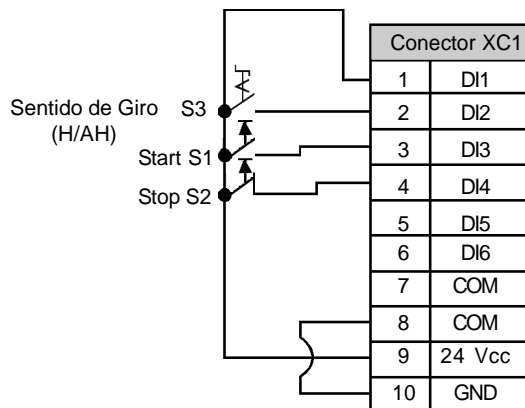 Conector XC1
1 DI1
Sentido de Giro S3 2 DI2
(H/AH)
Start S1 3 DI3
Stop S2 4 DI4
5 DI5
6 DI6
7 COM
8 COM
9 24 Vcc
10 GND